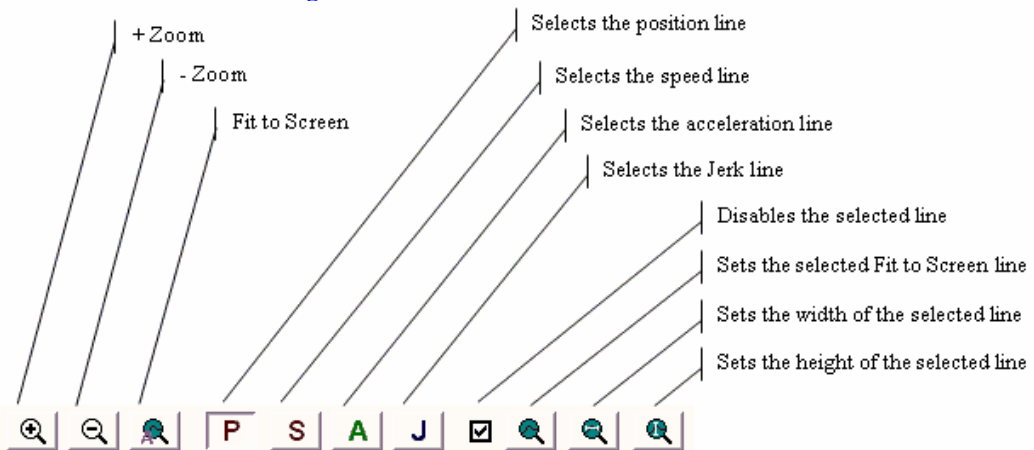 + Zoom
- Zoom
Fit to Screen
Selects the position line
Selects the speed line
Selects the acceleration line
Selects the Jerk line
Disables the selected line
Sets the selected Fit to Screen line
Sets the width of the selected line
Sets the height of the selected line
A P S A J